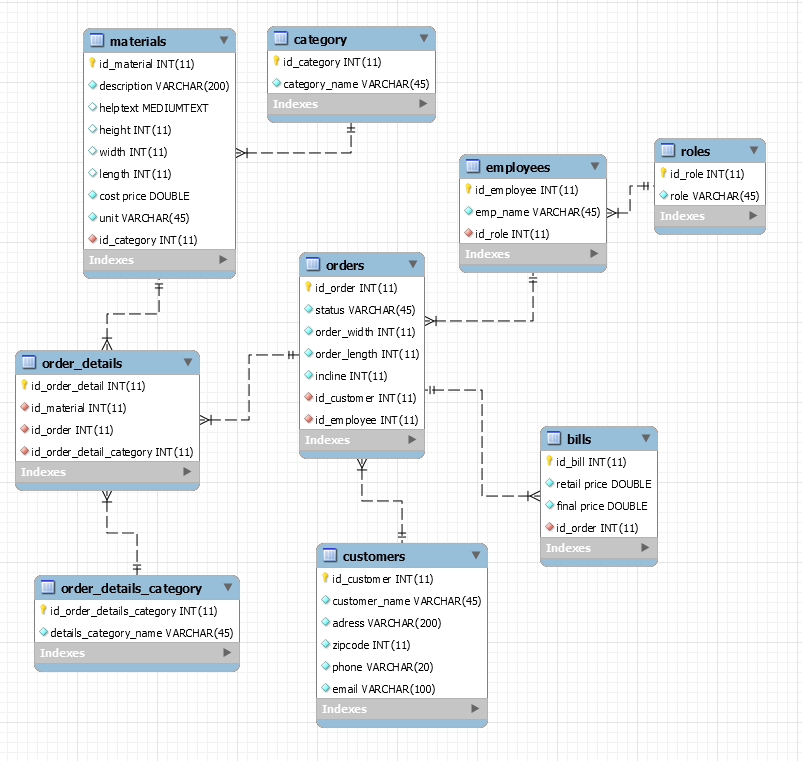 materials
id_material INT(11)
description VARCHAR(200)
helptext MEDIUMTEXT
height INT(11)
width INT(11)
length INT(11)
cost price DOUBLE
unit VARCHAR(45)
id_category INT(11)
Indexes
category
id_category INT(11)
category_name VARCHAR(45)
Indexes
employees
id_employee INT(11)
emp_name VARCHAR(45)
id_role INT(11)
Indexes
roles
id_role INT(11)
role VARCHAR(45)
Indexes
orders
id_order INT(11)
status VARCHAR(45)
order_width INT(11)
order_length INT(11)
incline INT(11)
id_customer INT(11)
id_employee INT(11)
Indexes
order_details
id_order_detail INT(11)
id_material INT(11)
id_order INT(11)
id_order_detail_category INT(11)
Indexes
bills
id_bill INT(11)
retail price DOUBLE
final price DOUBLE
id_order INT(11)
Indexes
order_details_category
id_order_details_category INT(11)
details_category_name VARCHAR(45)
Indexes
customers
id_customer INT(11)
customer_name VARCHAR(45)
adress VARCHAR(200)
zipcode INT(11)
phone VARCHAR(20)
email VARCHAR(100)
Indexes